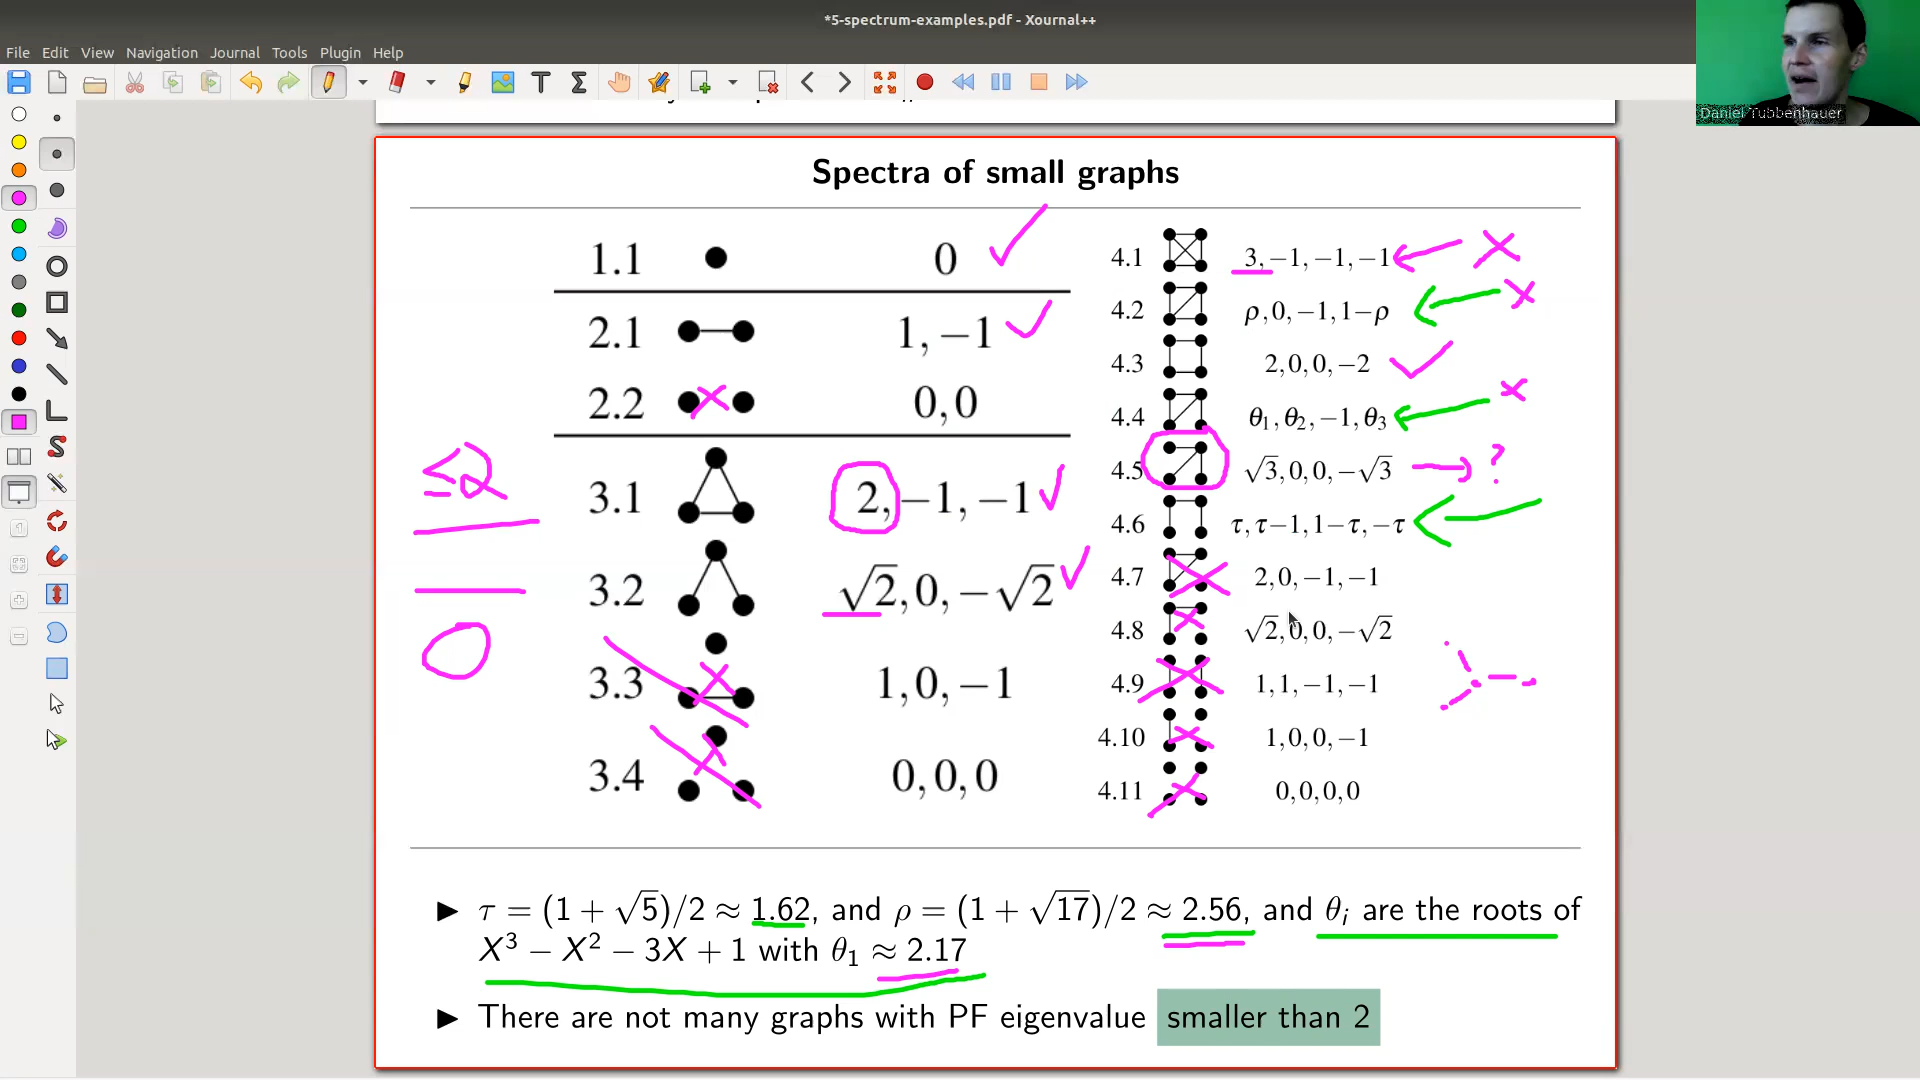 *5-spectrum-examples.pdf - Xournal++
File Edit View Navigation Journal Tools Plugin Help
Daniel Tubbenhauer
Spectra of small graphs
1.1 0
2.1 1, −1
2.2 0, 0
3.1 2, −1, −1
3.2 √2, 0, −√2
3.3 1, 0, −1
3.4 0, 0, 0
≤2
4.1 3, −1, −1, −1
4.2 ρ, 0, −1, 1−ρ
4.3 2, 0, 0, −2
4.4 θ₁, θ₂, −1, θ₃
4.5 √3, 0, 0, −√3 ?
4.6 τ, τ−1, 1−τ, −τ
4.7 2, 0, −1, −1
4.8 √2, 0, 0, −√2
4.9 1, 1, −1, −1
4.10 1, 0, 0, −1
4.11 0, 0, 0, 0
▶ τ = (1 + √5)/2 ≈ 1.62, and ρ = (1 + √17)/2 ≈ 2.56, and θᵢ are the roots of
X³ − X² − 3X + 1 with θ₁ ≈ 2.17
▶ There are not many graphs with PF eigenvalue smaller than 2